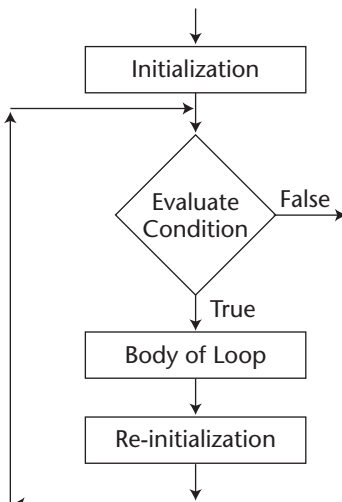 Initialization
Evaluate
Condition
False
True
Body of Loop
Re-initialization